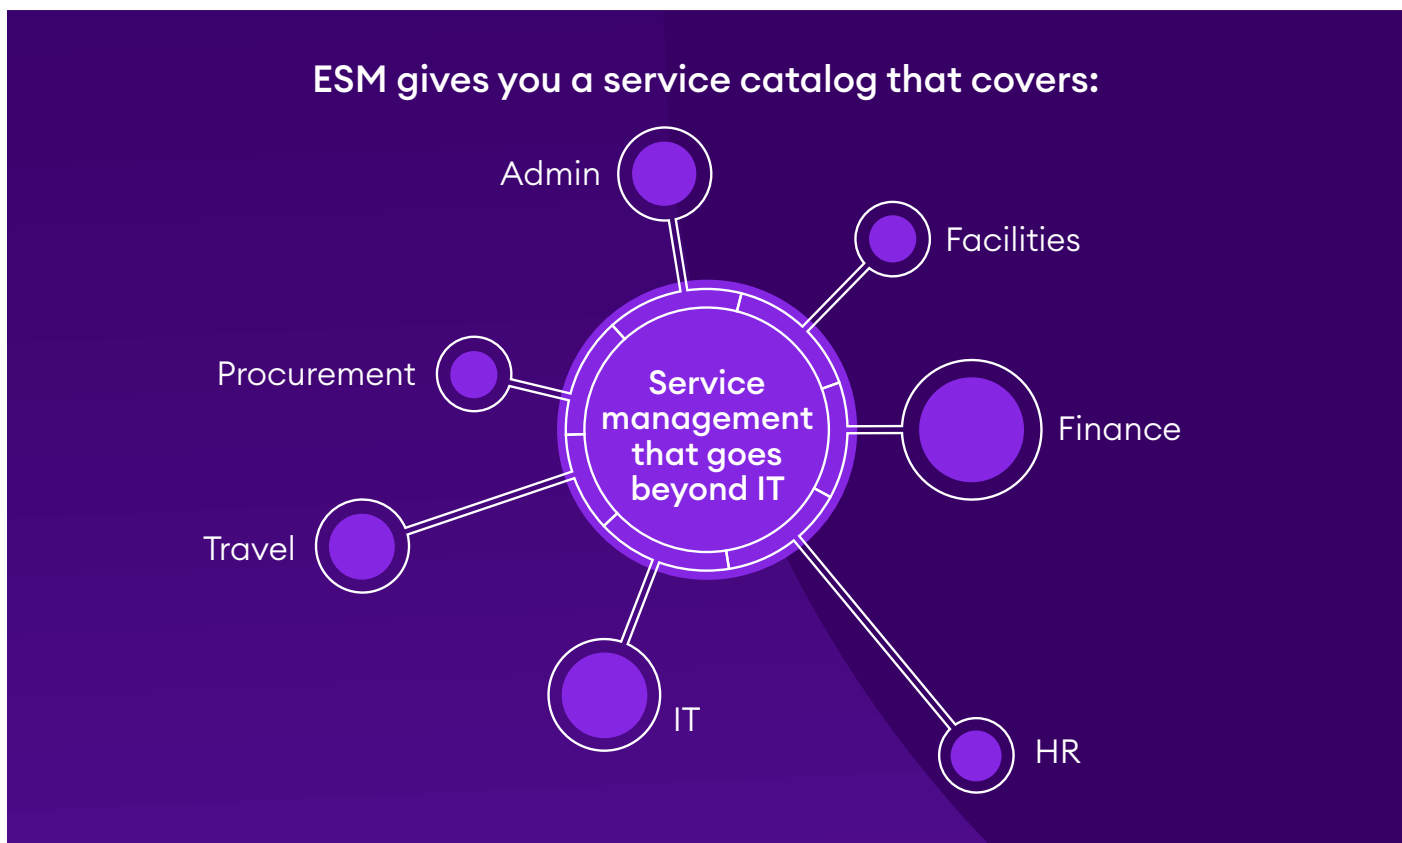 ESM gives you a service catalog that covers:
Admin
Facilities
Procurement
Service
management
that goes
beyond IT
Finance
Travel
IT
HR